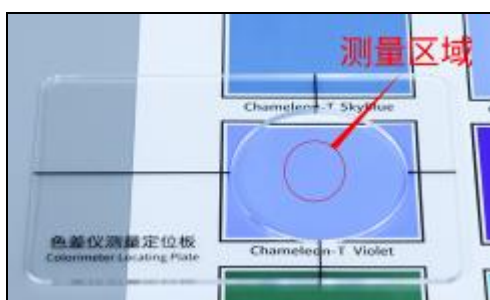 测量区域
Chameleon-T SkyBlue
色差仪测量定位板
Colorimeter Locating Plate
Chameleon-T Violet